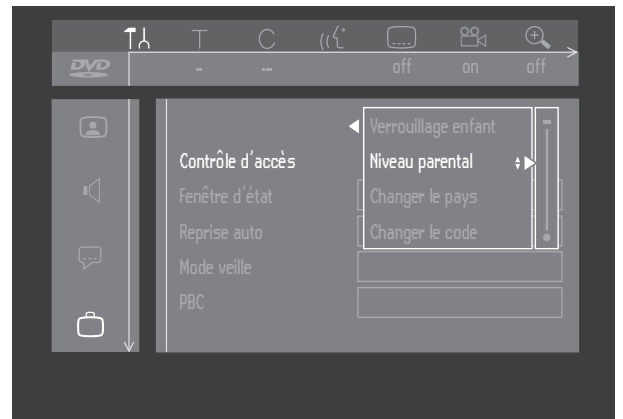 T C
DVD - -- off on off
Verrouillage enfant
Contrôle d'accès Niveau parental
Fenêtre d'état Changer le pays
Reprise auto Changer le code
Mode veille
PBC